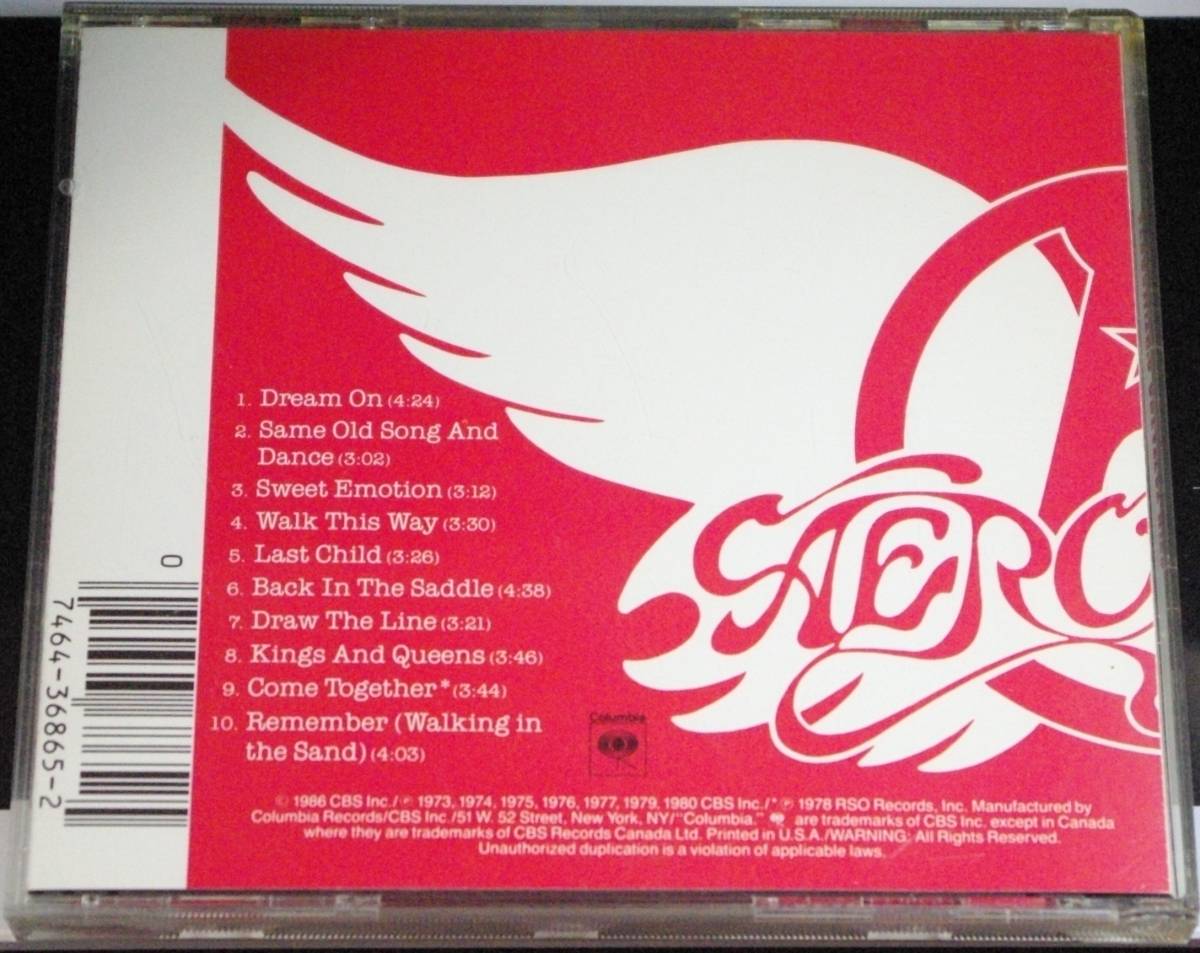 1. Dream On (4:24)
2. Same Old Song And
Dance (3:02)
3. Sweet Emotion (3:12)
4. Walk This Way (3:30)
5. Last Child (3:26)
6. Back In The Saddle (4:38)
7. Draw The Line (3:21)
8. Kings And Queens (3:46)
9. Come Together* (3:44)
10. Remember (Walking in
the Sand) (4:03)
Columbia
© 1986 CBS Inc./℗ 1973, 1974, 1975, 1976, 1977, 1979, 1980 CBS Inc./*℗ 1978 RSO Records, Inc. Manufactured by
Columbia Records/CBS Inc./51 W. 52 Street, New York, NY/"Columbia," are trademarks of CBS Inc. except in Canada
where they are trademarks of CBS Records Canada Ltd. Printed in U.S.A./WARNING: All Rights Reserved.
Unauthorized duplication is a violation of applicable laws.
0
7464-36865-2
AERO